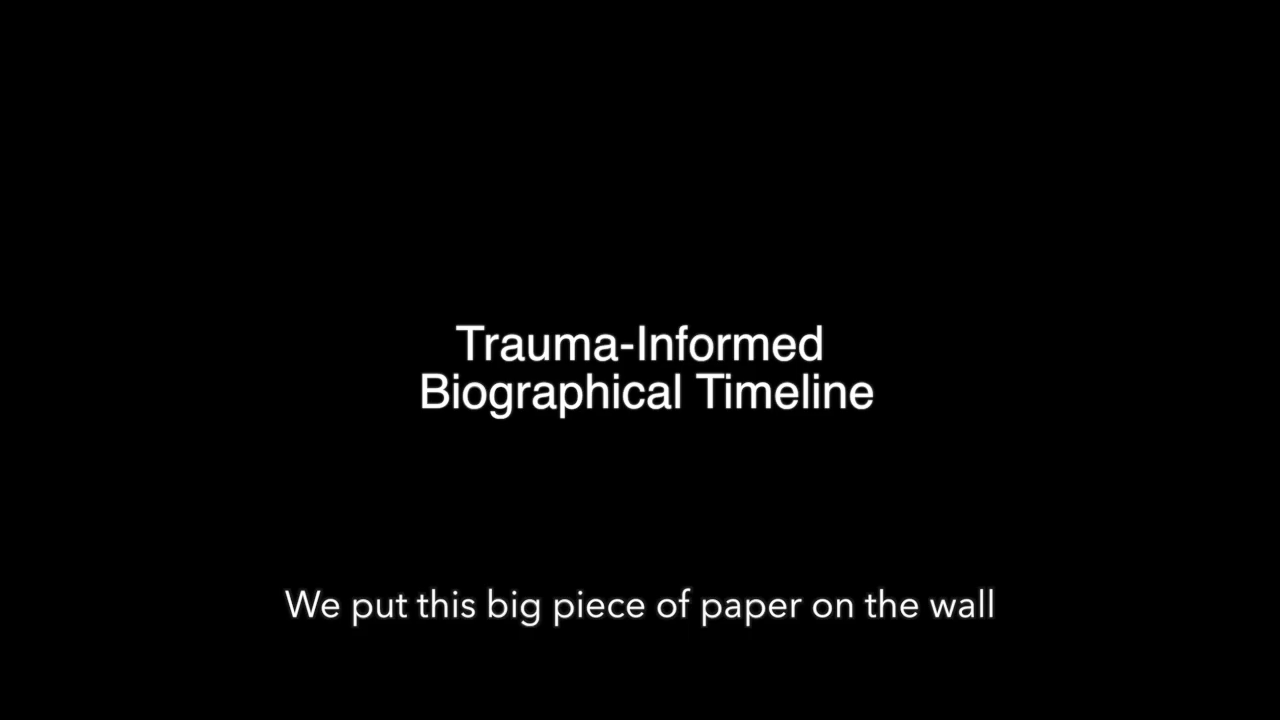 Trauma-Informed
Biographical Timeline
We put this big piece of paper on the wall